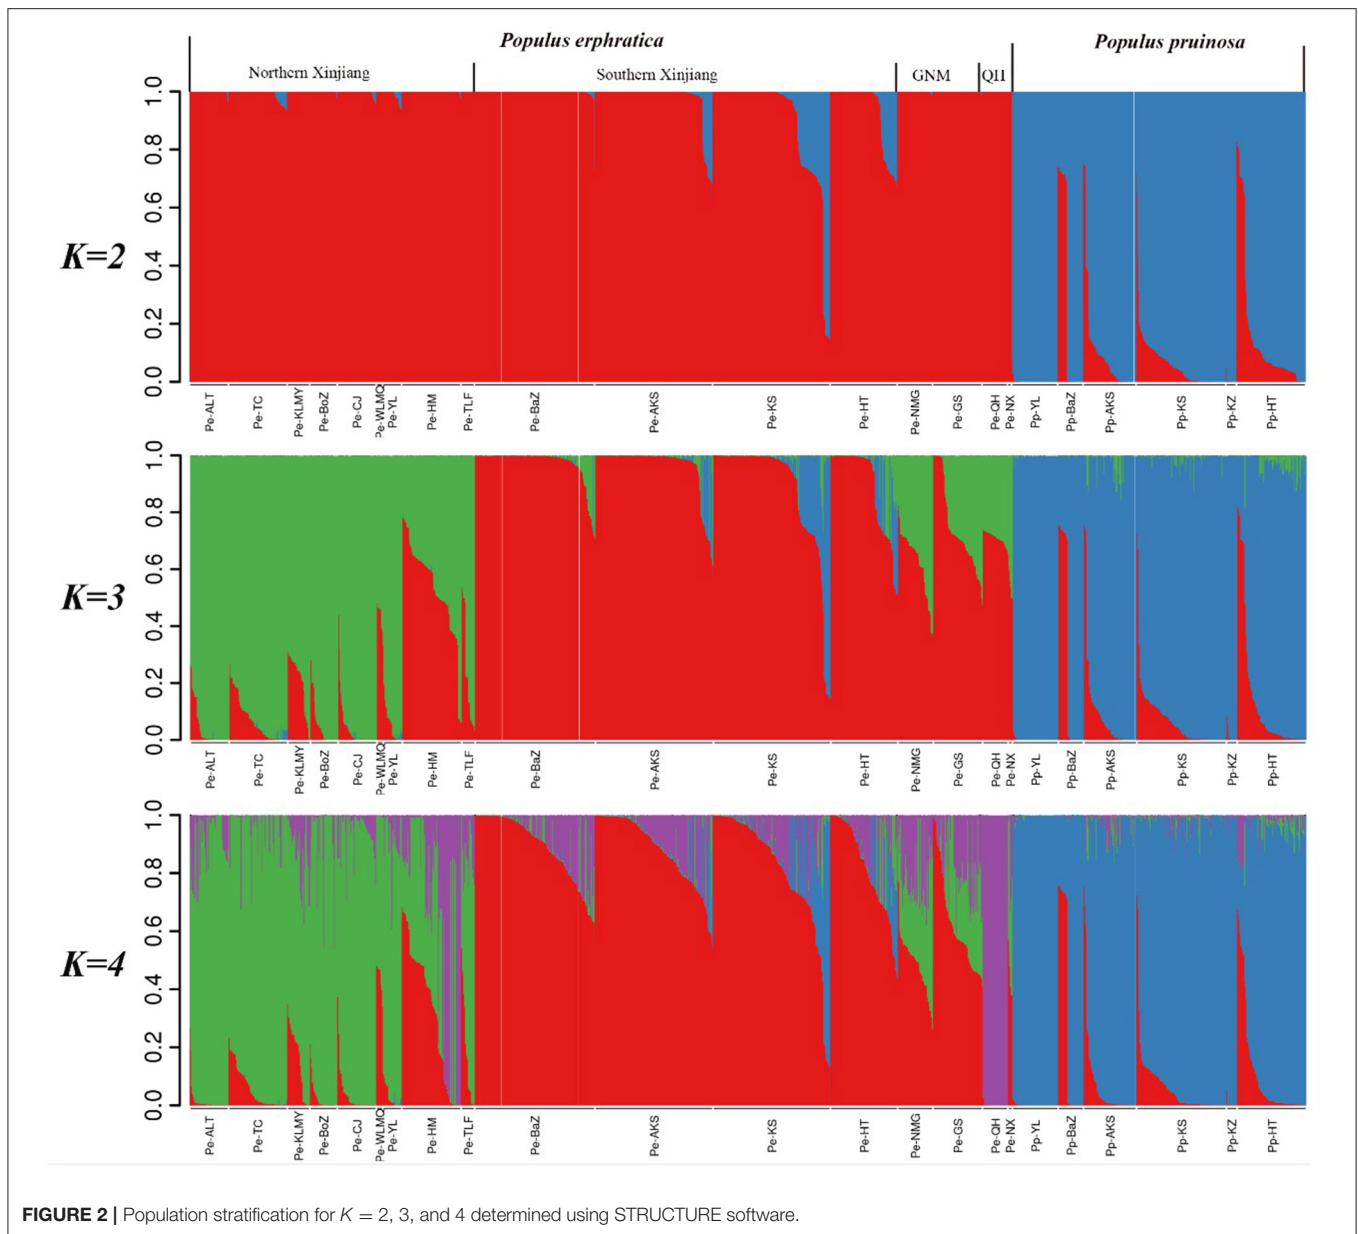 Populus erphratica
Populus pruinosa
Northern Xinjiang
Southern Xinjiang
GNM
QH
K=2
0.0 0.2 0.4 0.6 0.8 1.0
Pe-ALT Pe-TC Pe-KLMY Pe-BoZ Pe-CJ Pe-WLMQ Pe-YL Pe-HM Pe-TLF Pe-BaZ Pe-AKS Pe-KS Pe-HT Pe-NMG Pe-GS Pe-QH Pe-NX Pp-YL Pp-BaZ Pp-AKS Pp-KS Pp-KZ Pp-HT
K=3
0.0 0.2 0.4 0.6 0.8 1.0
Pe-ALT Pe-TC Pe-KLMY Pe-BoZ Pe-CJ Pe-WLMQ Pe-YL Pe-HM Pe-TLF Pe-BaZ Pe-AKS Pe-KS Pe-HT Pe-NMG Pe-GS Pe-QH Pe-NX Pp-YL Pp-BaZ Pp-AKS Pp-KS Pp-KZ Pp-HT
K=4
0.0 0.2 0.4 0.6 0.8 1.0
Pe-ALT Pe-TC Pe-KLMY Pe-BoZ Pe-CJ Pe-WLMQ Pe-YL Pe-HM Pe-TLF Pe-BaZ Pe-AKS Pe-KS Pe-HT Pe-NMG Pe-GS Pe-QH Pe-NX Pp-YL Pp-BaZ Pp-AKS Pp-KS Pp-KZ Pp-HT
FIGURE 2 | Population stratification for K = 2, 3, and 4 determined using STRUCTURE software.